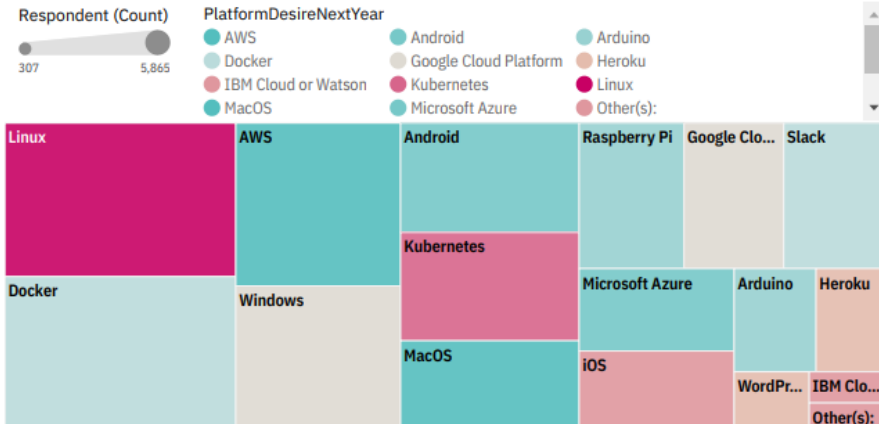 Respondent (Count)
307
5,865
PlatformDesireNextYear
AWS
Android
Arduino
Docker
Google Cloud Platform
Heroku
IBM Cloud or Watson
Kubernetes
Linux
MacOS
Microsoft Azure
Other(s):
Linux
AWS
Android
Raspberry Pi
Google Clo...
Slack
Kubernetes
Docker
Windows
Microsoft Azure
Arduino
Heroku
MacOS
iOS
WordPr...
IBM Clo...
Other(s):